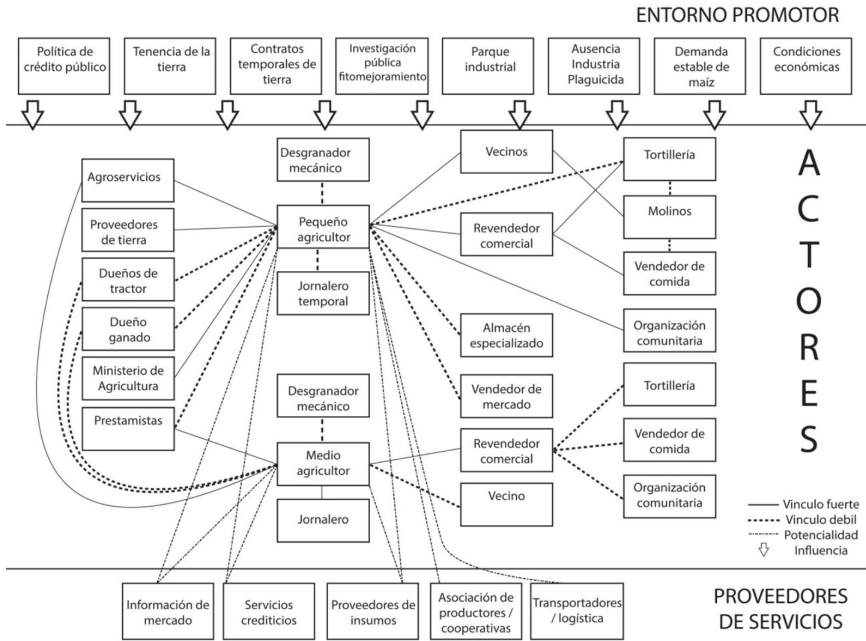 ENTORNO PROMOTOR
Política de
crédito público
Tenencia de la
tierra
Contratos
temporales de
tierra
Investigación
pública
fitomejoramiento
Parque
industrial
Ausencia
Industria
Plaguicida
Demanda
estable de
maíz
Condiciones
económicas
Agroservicios
Proveedores
de tierra
Dueños de
tractor
Dueño
ganado
Ministerio de
Agricultura
Prestamistas
Desgranador
mecánico
Pequeño
agricultor
Jornalero
temporal
Desgranador
mecánico
Medio
agricultor
Jornalero
Vecinos
Revendedor
comercial
Almacén
especializado
Vendedor de
mercado
Revendedor
comercial
Vecino
Tortillería
Molinos
Vendedor de
comida
Organización
comunitaria
Tortillería
Vendedor de
comida
Organización
comunitaria
ACTORES
Vinculo fuerte
Vinculo debil
Potencialidad
Influencia
Información de
mercado
Servicios
crediticios
Proveedores de
insumos
Asociación de
productores /
cooperativas
Transportadores
/ logística
PROVEEDORES
DE SERVICIOS